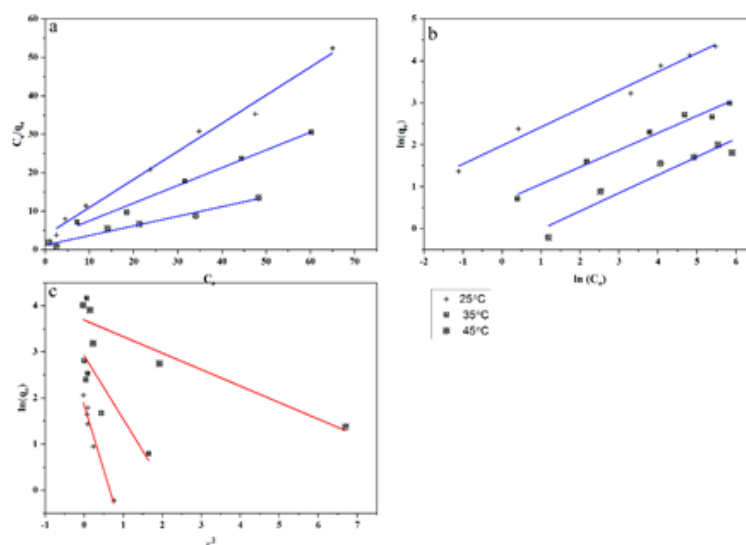 a
C_e/q_e
60
50
40
30
20
10
0
0 10 20 30 40 50 60 70
C_e
b
ln(q_e)
5
4
3
2
1
0
-2 -1 0 1 2 3 4 5 6
ln (C_e)
25°C
35°C
45°C
c
ln(q_e)
4
3
2
1
0
-1 0 1 2 3 4 5 6 7